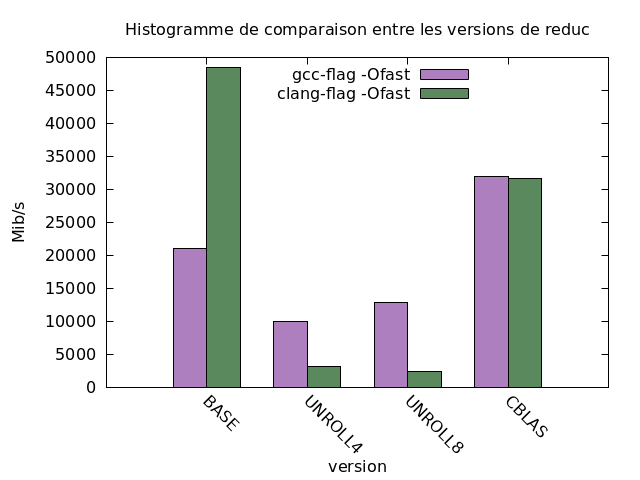 Histogramme de comparaison entre les versions de reduc
gcc-flag -Ofast
clang-flag -Ofast
50000
45000
40000
35000
30000
25000
20000
15000
10000
5000
0
Mib/s
BASE
UNROLL4
UNROLL8
CBLAS
version